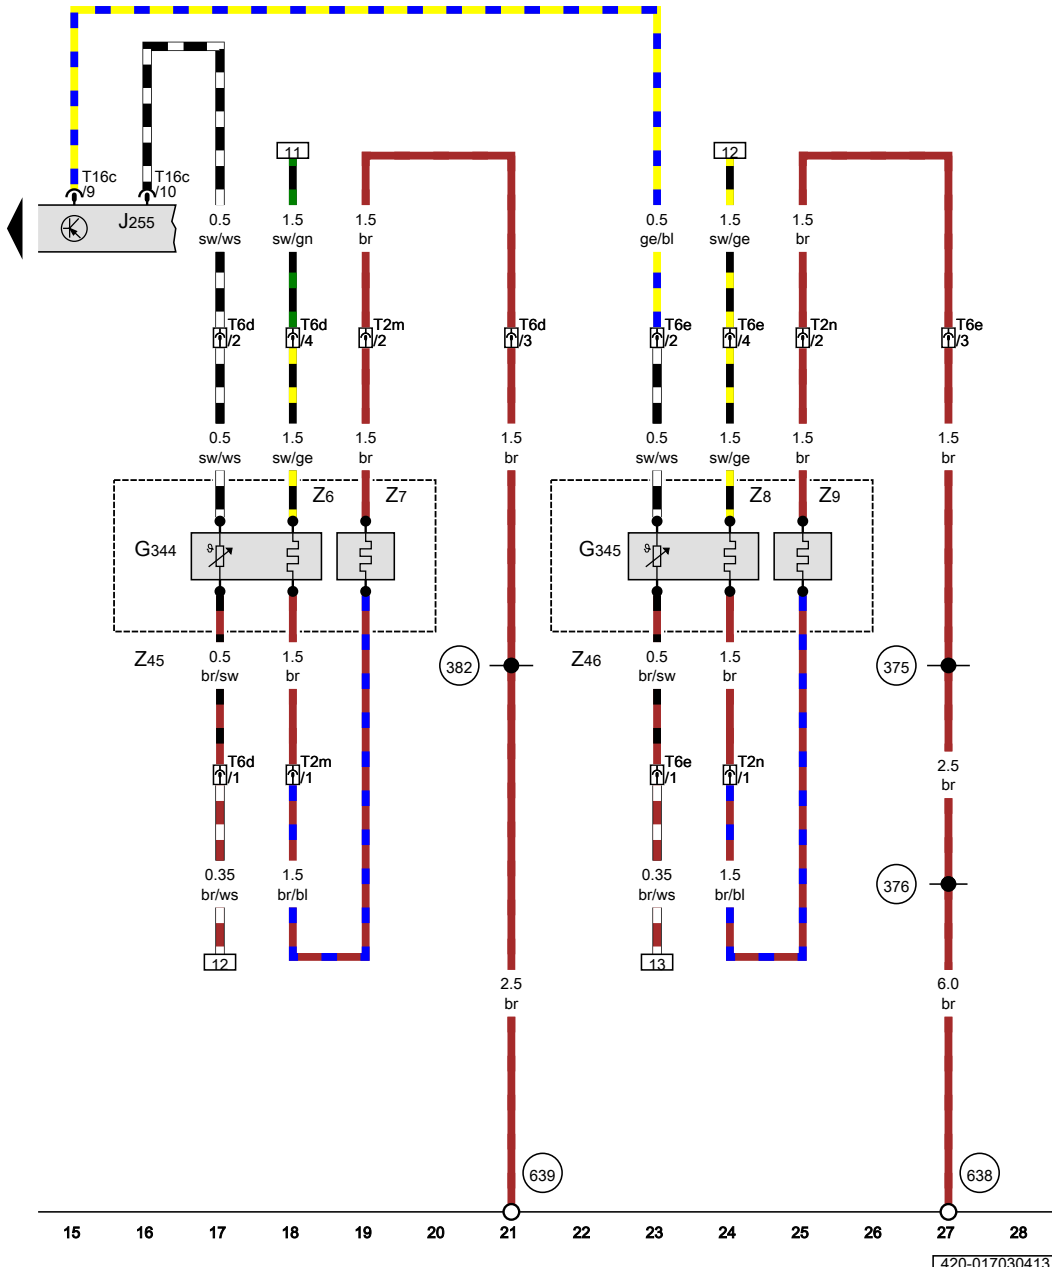 T16c
/9
T16c
/10
J255
11
12
0.5
sw/ws
1.5
sw/gn
1.5
br
0.5
ge/bl
1.5
sw/ge
1.5
br
T6d
/2
T6d
/4
T2m
/2
T6d
/3
T6e
/2
T6e
/4
T2n
/2
T6e
/3
0.5
sw/ws
1.5
sw/ge
1.5
br
1.5
br
0.5
sw/ws
1.5
sw/ge
1.5
br
1.5
br
Z6
Z7
Z8
Z9
G344
G345
Z45
0.5
br/sw
1.5
br
382
Z46
0.5
br/sw
1.5
br
375
T6d
/1
T2m
/1
T6e
/1
T2n
/1
2.5
br
0.35
br/ws
1.5
br/bl
0.35
br/ws
1.5
br/bl
376
12
13
2.5
br
6.0
br
639
638
15 16 17 18 19 20 21 22 23 24 25 26 27 28
420-017030413